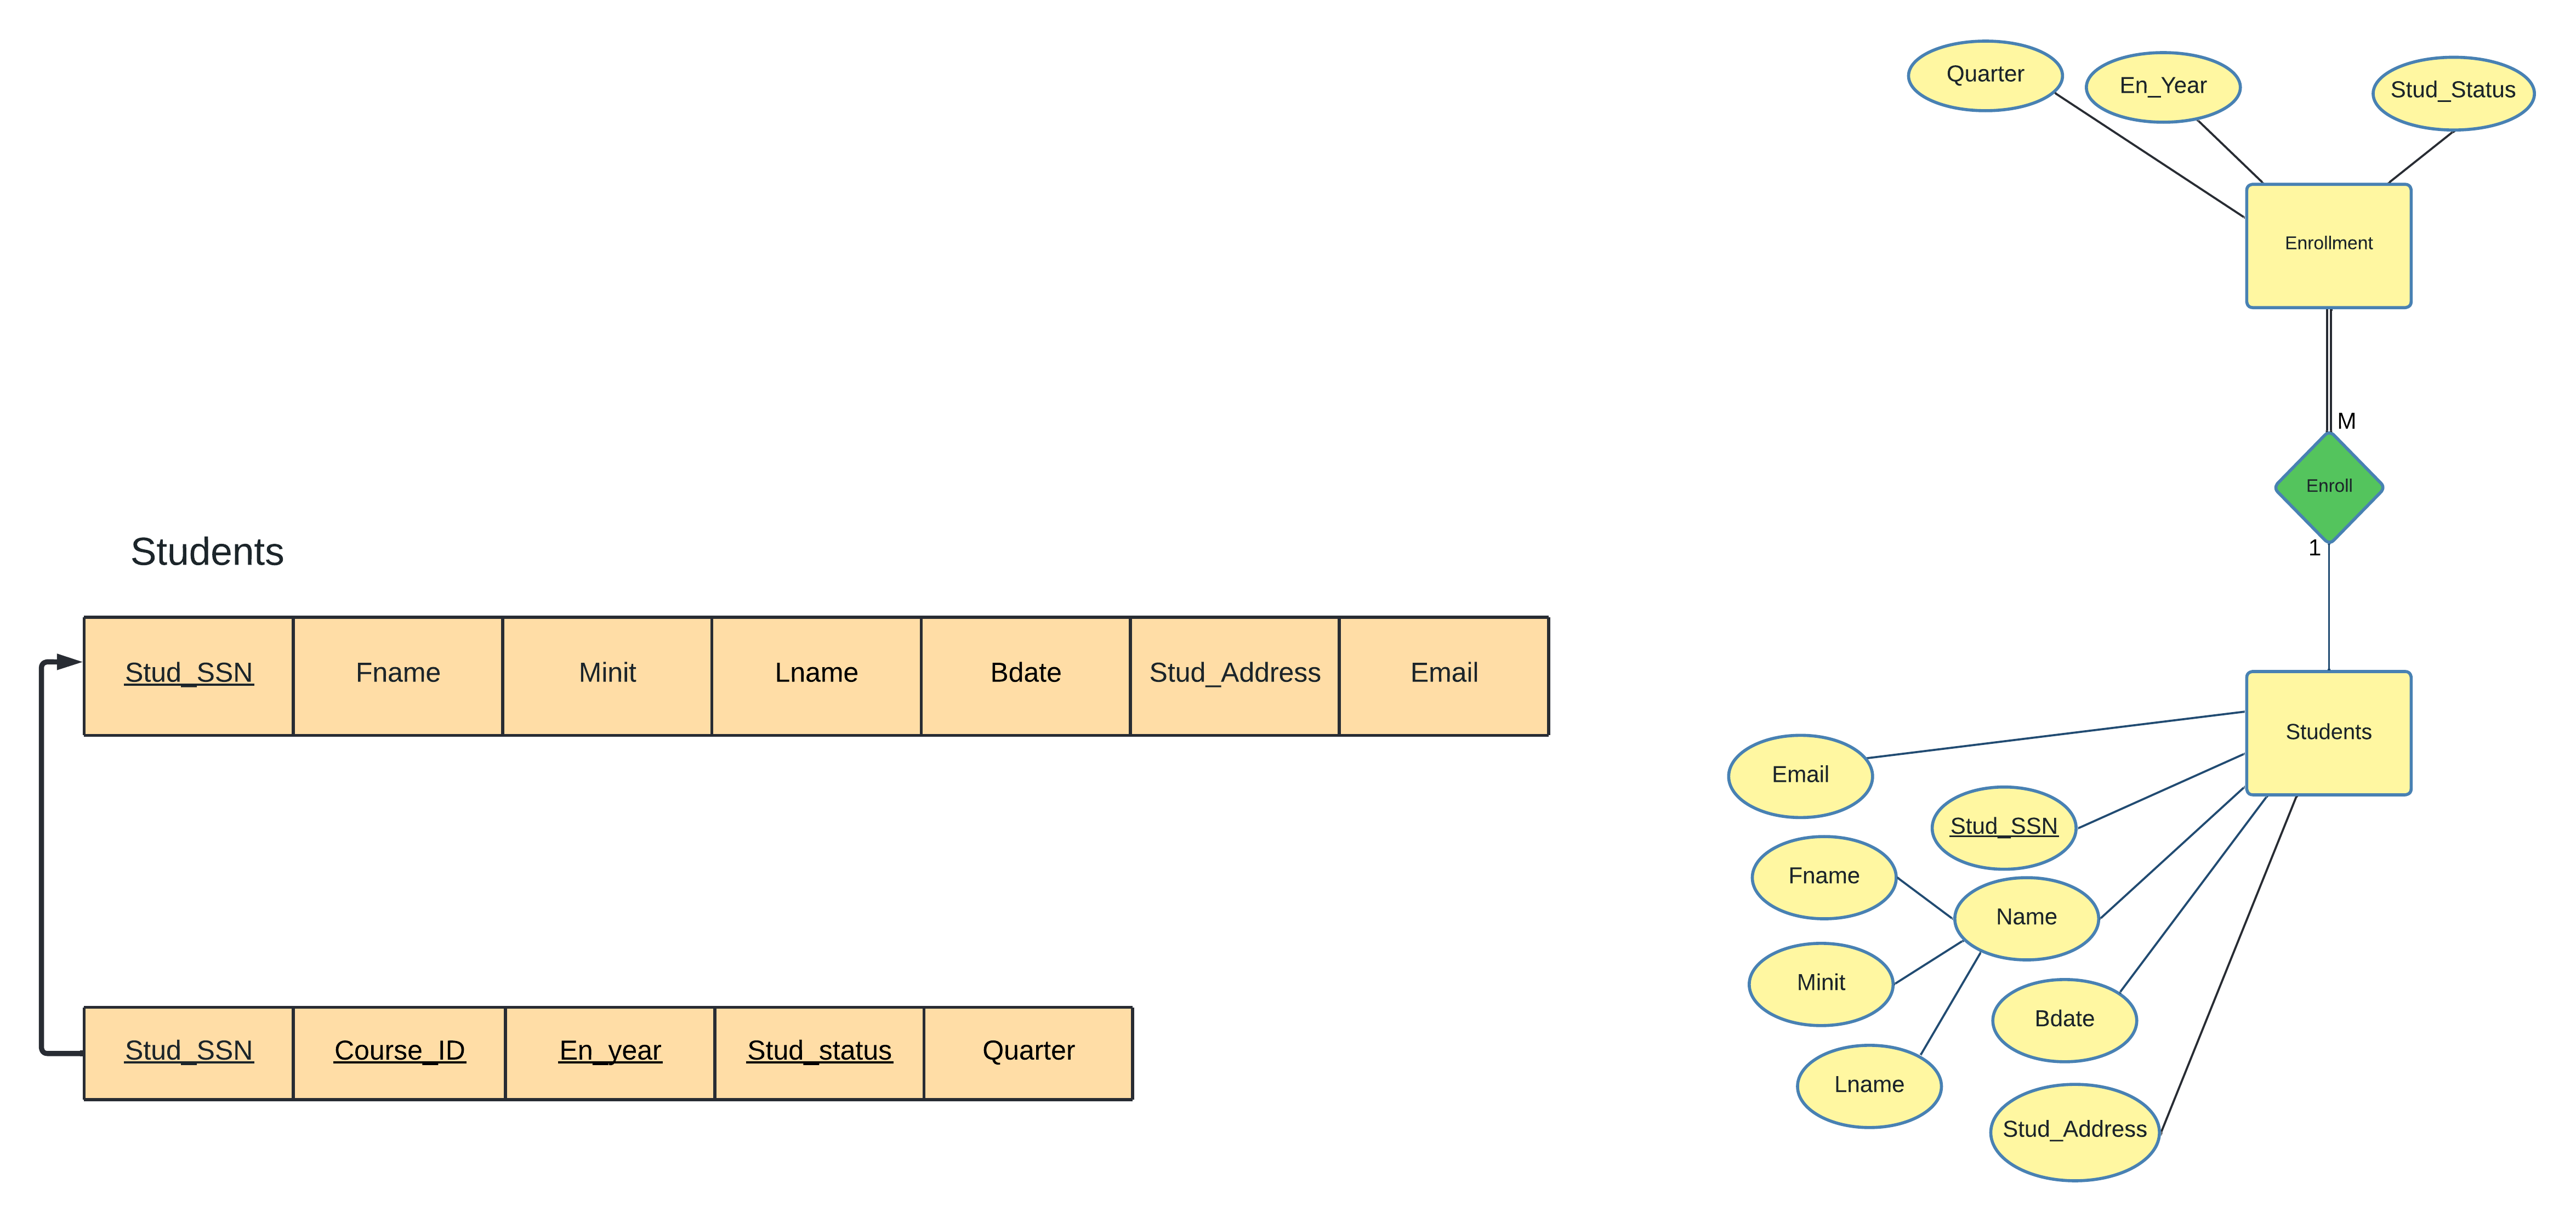 Quarter
En_Year
Stud_Status
Enrollment
M
Enroll
1
Students
Stud_SSN
Fname
Minit
Lname
Bdate
Stud_Address
Email
Students
Email
Stud_SSN
Fname
Name
Minit
Bdate
Lname
Stud_Address
Stud_SSN
Course_ID
En_year
Stud_status
Quarter